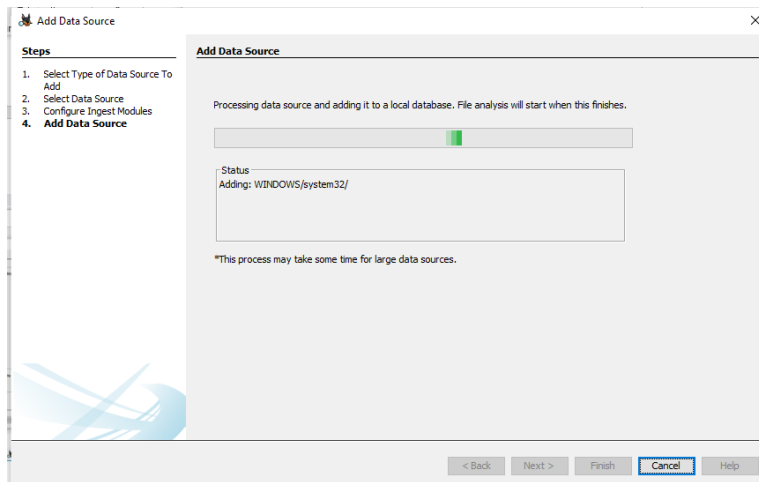 Add Data Source
Steps
1. Select Type of Data Source To
Add
2. Select Data Source
3. Configure Ingest Modules
4. Add Data Source
Add Data Source
Processing data source and adding it to a local database. File analysis will start when this finishes.
Status
Adding: WINDOWS/system32/
*This process may take some time for large data sources.
< Back
Next >
Finish
Cancel
Help